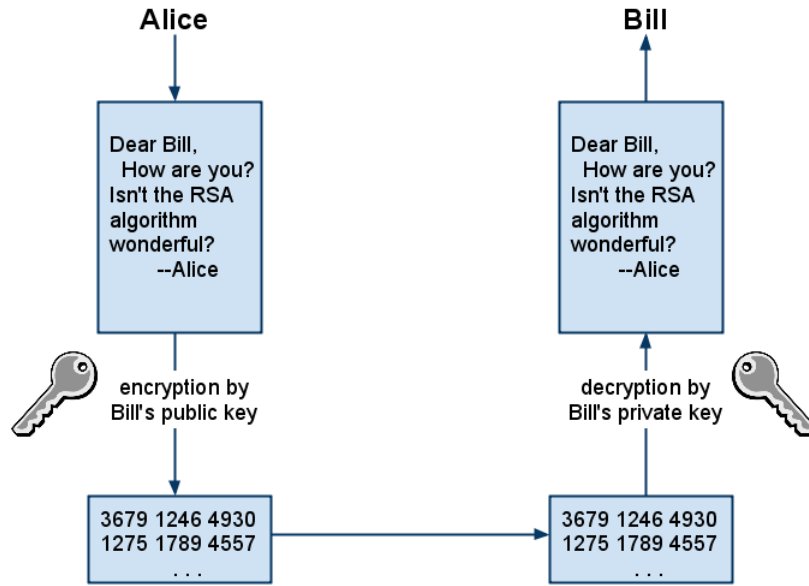 Alice
Dear Bill,
How are you?
Isn't the RSA
algorithm
wonderful?
--Alice
encryption by
Bill's public key
3679 1246 4930
1275 1789 4557
. . .
Bill
Dear Bill,
How are you?
Isn't the RSA
algorithm
wonderful?
--Alice
decryption by
Bill's private key
3679 1246 4930
1275 1789 4557
. . .